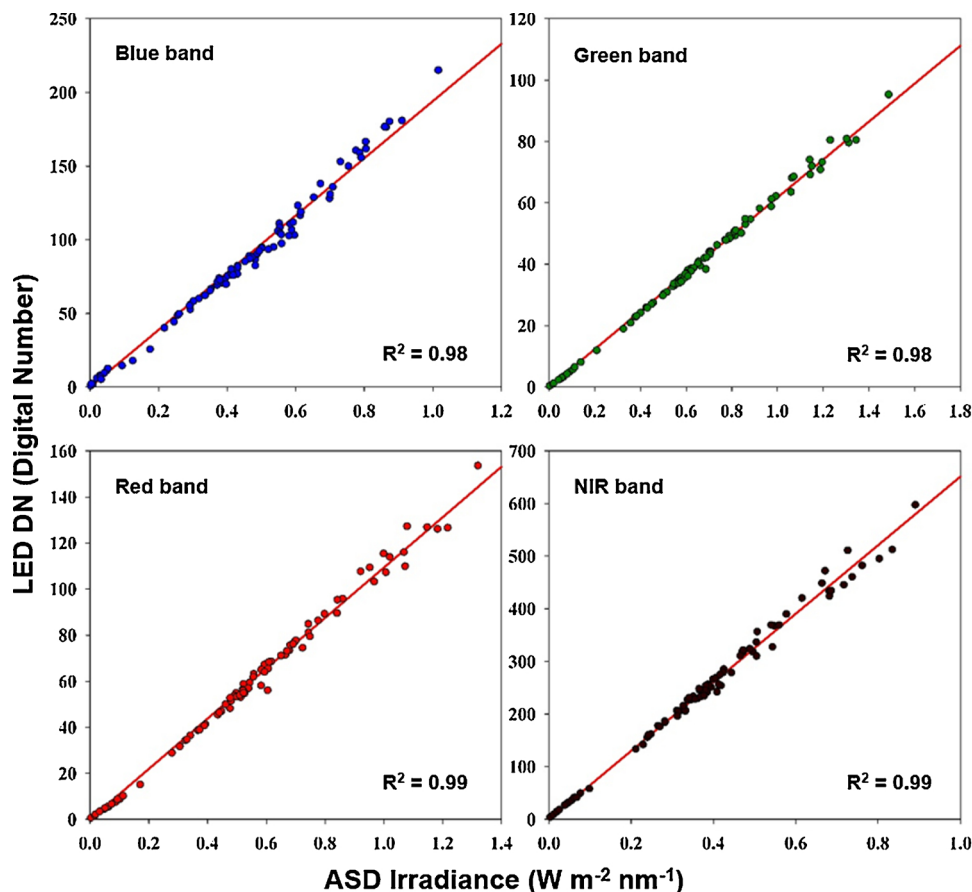 250
200
150
100
50
0
Blue band
R² = 0.98
0.0 0.2 0.4 0.6 0.8 1.0 1.2
120
100
80
60
40
20
0
Green band
R² = 0.98
0.0 0.2 0.4 0.6 0.8 1.0 1.2 1.4 1.6 1.8
LED DN (Digital Number)
160
140
120
100
80
60
40
20
0
Red band
R² = 0.99
0.0 0.2 0.4 0.6 0.8 1.0 1.2 1.4
700
600
500
400
300
200
100
0
NIR band
R² = 0.99
0.0 0.2 0.4 0.6 0.8 1.0
ASD Irradiance (W m⁻² nm⁻¹)